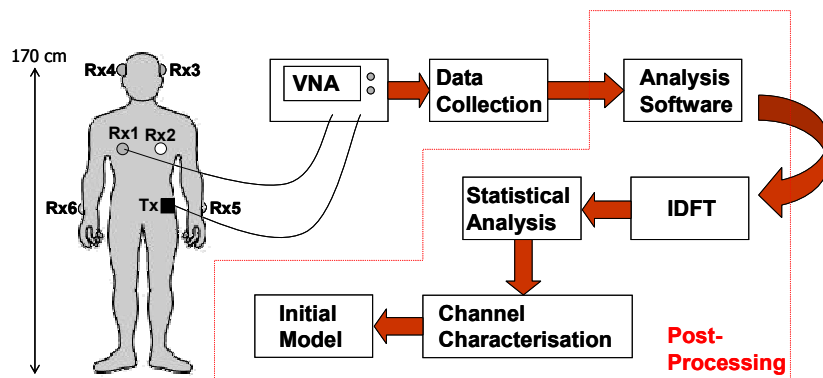 170 cm
Rx4
Rx3
Rx1
Rx2
Rx6
Tx
Rx5
VNA
Data
Collection
Analysis
Software
Statistical
Analysis
IDFT
Initial
Model
Channel
Characterisation
Post-
Processing